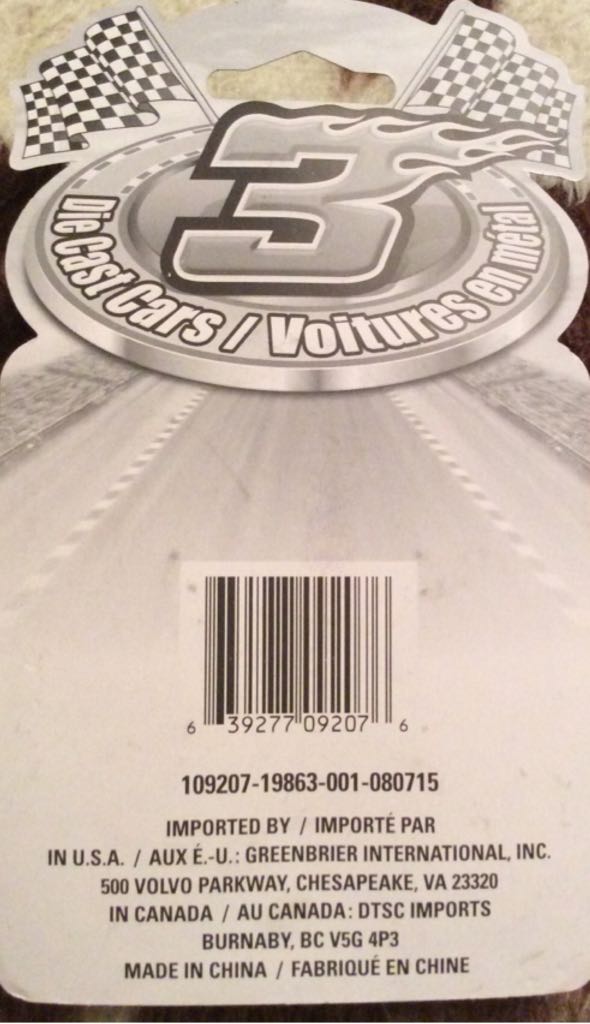 3
Die Cast Cars / Voitures en métal
6 39277 09207 6
109207-19863-001-080715
IMPORTED BY / IMPORTÉ PAR
IN U.S.A. / AUX É.-U.: GREENBRIER INTERNATIONAL, INC.
500 VOLVO PARKWAY, CHESAPEAKE, VA 23320
IN CANADA / AU CANADA: DTSC IMPORTS
BURNABY, BC V5G 4P3
MADE IN CHINA / FABRIQUÉ EN CHINE